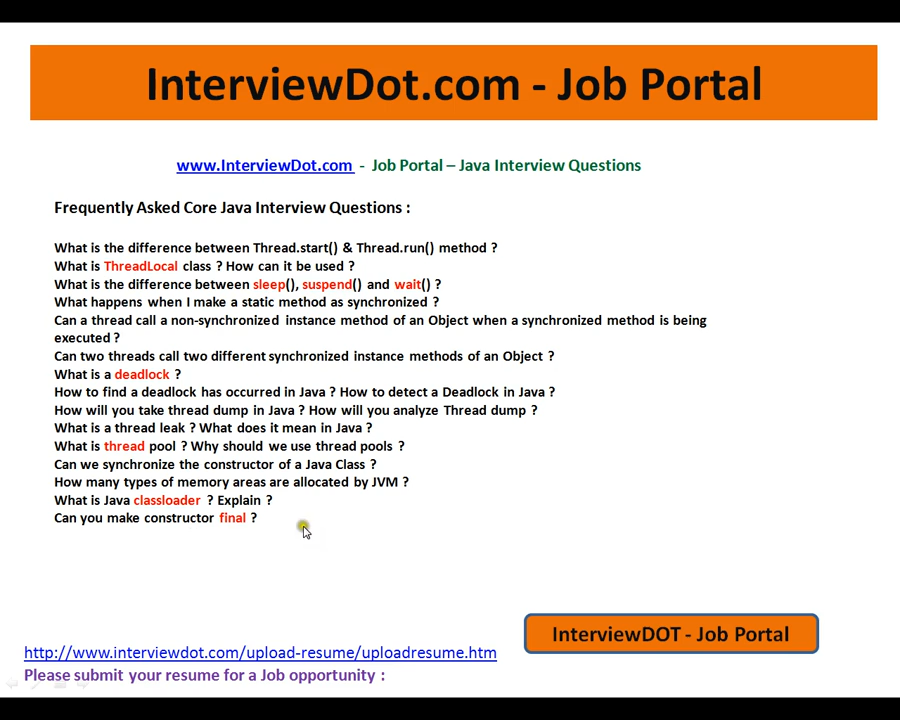 InterviewDot.com - Job Portal
www.InterviewDot.com - Job Portal – Java Interview Questions
Frequently Asked Core Java Interview Questions :
What is the difference between Thread.start() & Thread.run() method ?
What is ThreadLocal class ? How can it be used ?
What is the difference between sleep(), suspend() and wait() ?
What happens when I make a static method as synchronized ?
Can a thread call a non-synchronized instance method of an Object when a synchronized method is being
executed ?
Can two threads call two different synchronized instance methods of an Object ?
What is a deadlock ?
How to find a deadlock has occurred in Java ? How to detect a Deadlock in Java ?
How will you take thread dump in Java ? How will you analyze Thread dump ?
What is a thread leak ? What does it mean in Java ?
What is thread pool ? Why should we use thread pools ?
Can we synchronize the constructor of a Java Class ?
How many types of memory areas are allocated by JVM ?
What is Java classloader ? Explain ?
Can you make constructor final ?
InterviewDOT - Job Portal
http://www.interviewdot.com/upload-resume/uploadresume.htm
Please submit your resume for a Job opportunity :